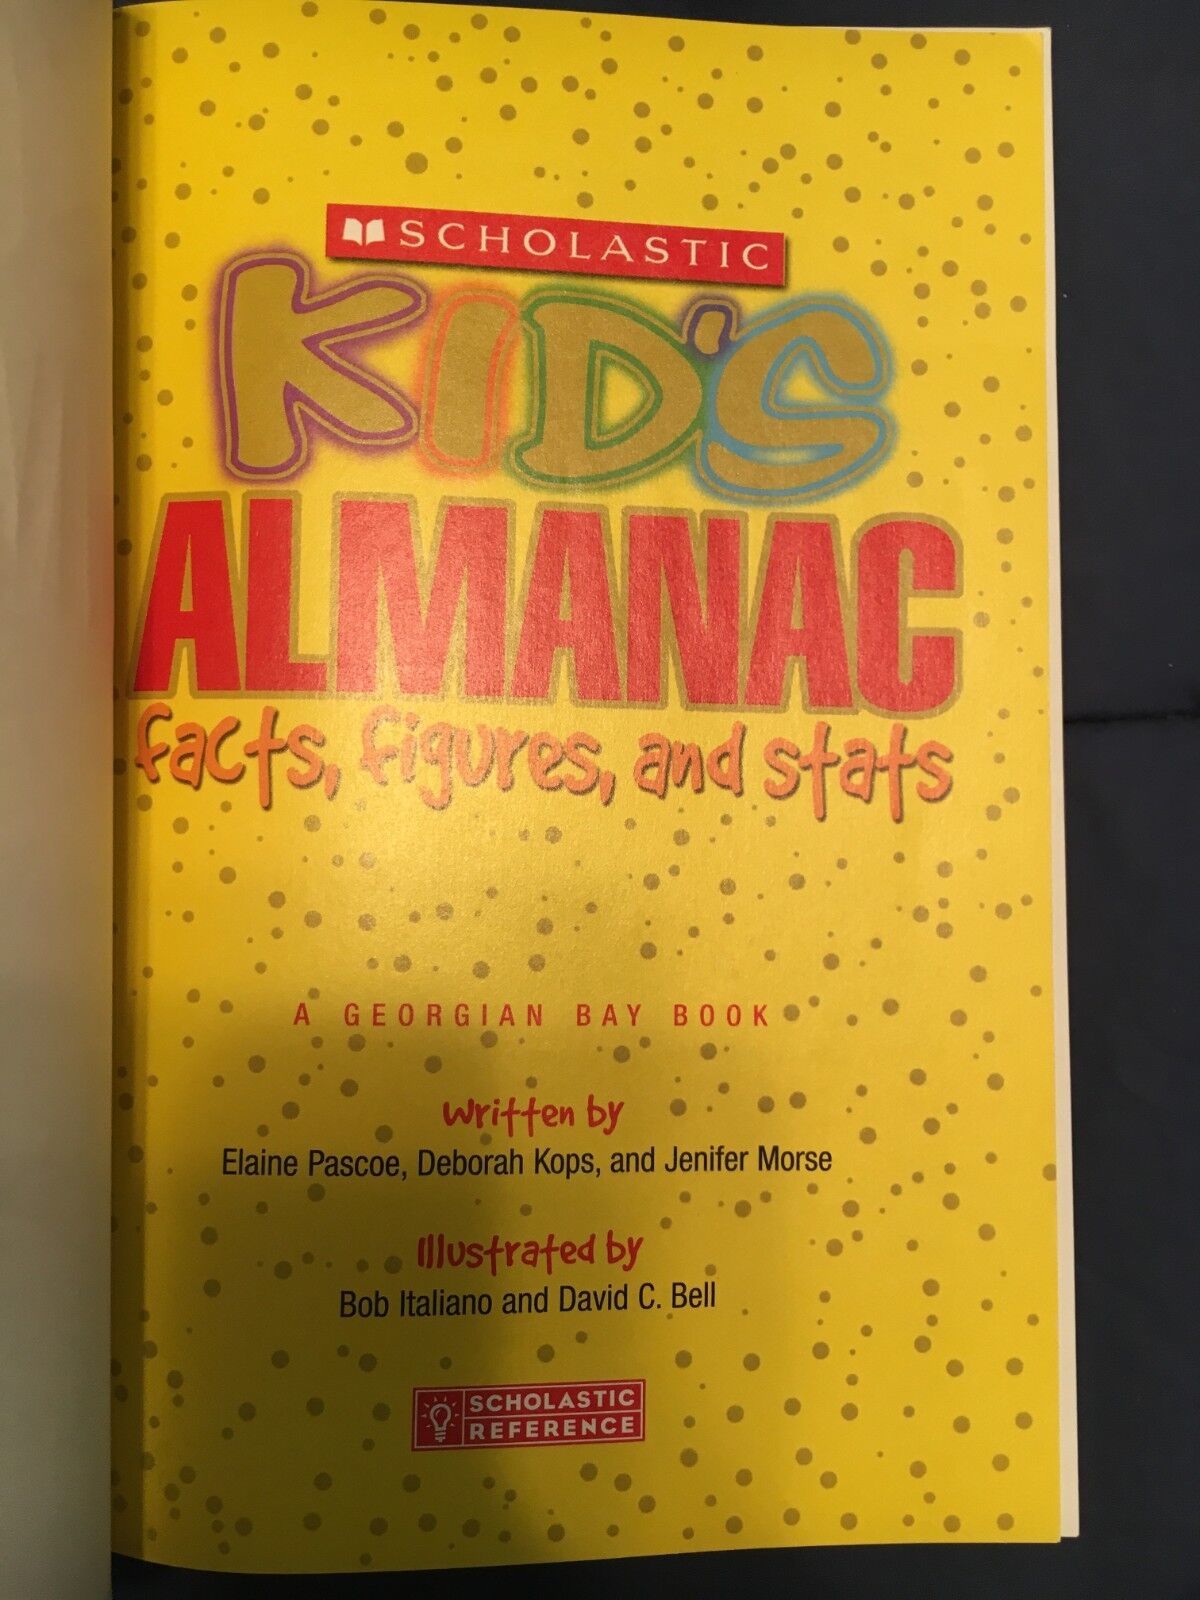 SCHOLASTIC
KID'S
ALMANAC
facts, figures, and stats
A GEORGIAN BAY BOOK
written by
Elaine Pascoe, Deborah Kops, and Jenifer Morse
Illustrated by
Bob Italiano and David C. Bell
SCHOLASTIC
REFERENCE